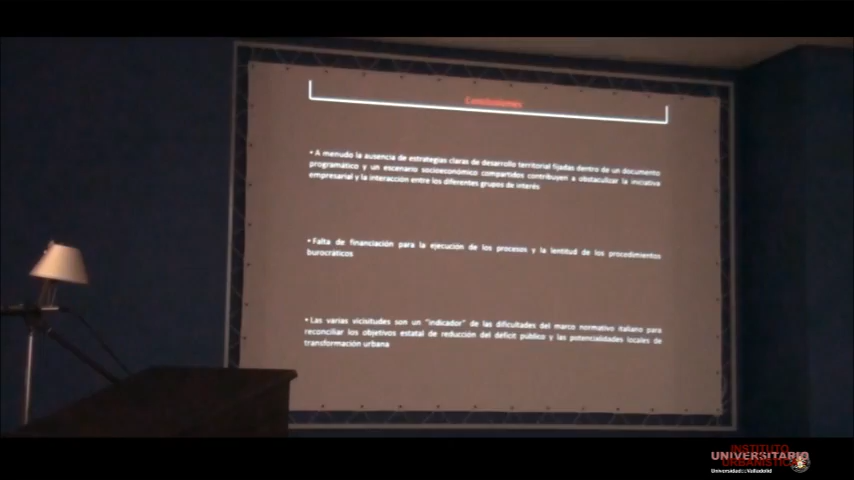 Conclusiones
• A menudo la ausencia de estrategias claras de desarrollo territorial fijadas dentro de un documento
programático y un escenario socioeconómico compartidos contribuyen a obstaculizar la iniciativa
empresarial y la interacción entre los diferentes grupos de interés
• Falta de financiación para la ejecución de los procesos y la lentitud de los procedimientos
burocráticos
• Las varias vicisitudes son un "indicador" de las dificultades del marco normativo italiano para
reconciliar los objetivos estatal de reducción del déficit público y las potencialidades locales de
transformación urbana
INSTITUTO
UNIVERSITARIO
URBANÍSTICA
Universidad de Valladolid